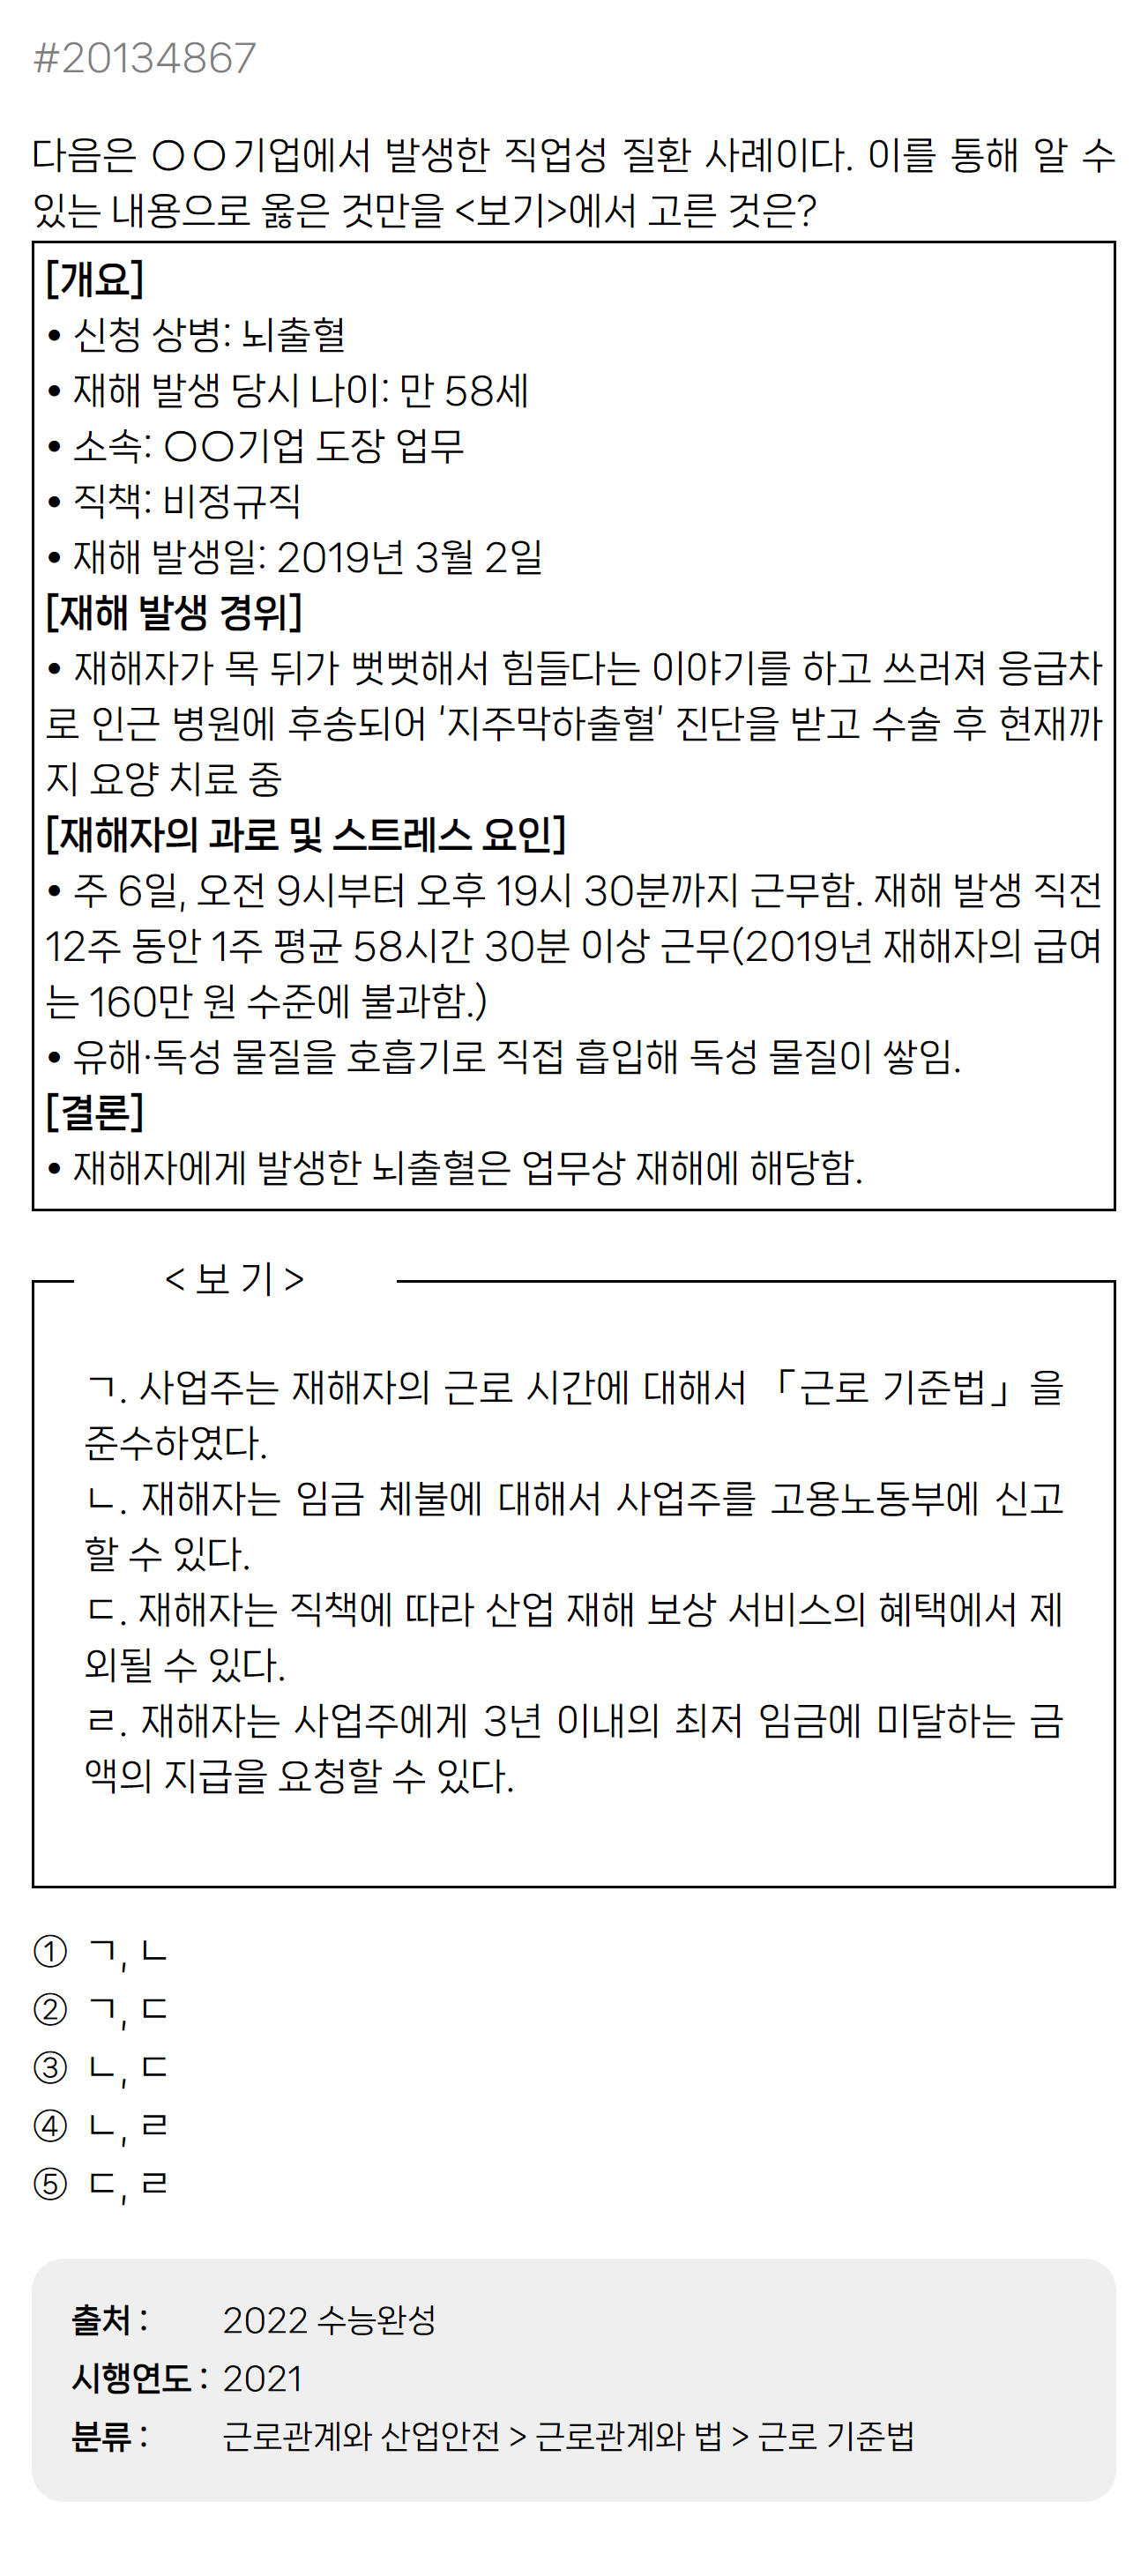 #20134867
다음은 ○○기업에서 발생한 직업성 질환 사례이다. 이를 통해 알 수
있는 내용으로 옳은 것만을 <보기>에서 고른 것은?
[개요]
• 신청 상병: 뇌출혈
• 재해 발생 당시 나이: 만 58세
• 소속: ○○기업 도장 업무
• 직책: 비정규직
• 재해 발생일: 2019년 3월 2일
[재해 발생 경위]
• 재해자가 목 뒤가 뻣뻣해서 힘들다는 이야기를 하고 쓰러져 응급차
로 인근 병원에 후송되어 ‘지주막하출혈’ 진단을 받고 수술 후 현재까
지 요양 치료 중
[재해자의 과로 및 스트레스 요인]
• 주 6일, 오전 9시부터 오후 19시 30분까지 근무함. 재해 발생 직전
12주 동안 1주 평균 58시간 30분 이상 근무(2019년 재해자의 급여
는 160만 원 수준에 불과함.)
• 유해·독성 물질을 호흡기로 직접 흡입해 독성 물질이 쌓임.
[결론]
• 재해자에게 발생한 뇌출혈은 업무상 재해에 해당함.
< 보 기 >
ㄱ. 사업주는 재해자의 근로 시간에 대해서 「근로 기준법」을
준수하였다.
ㄴ. 재해자는 임금 체불에 대해서 사업주를 고용노동부에 신고
할 수 있다.
ㄷ. 재해자는 직책에 따라 산업 재해 보상 서비스의 혜택에서 제
외될 수 있다.
ㄹ. 재해자는 사업주에게 3년 이내의 최저 임금에 미달하는 금
액의 지급을 요청할 수 있다.
① ㄱ, ㄴ
② ㄱ, ㄷ
③ ㄴ, ㄷ
④ ㄴ, ㄹ
⑤ ㄷ, ㄹ
출처 : 2022 수능완성
시행연도 : 2021
분류 : 근로관계와 산업안전 > 근로관계와 법 > 근로 기준법